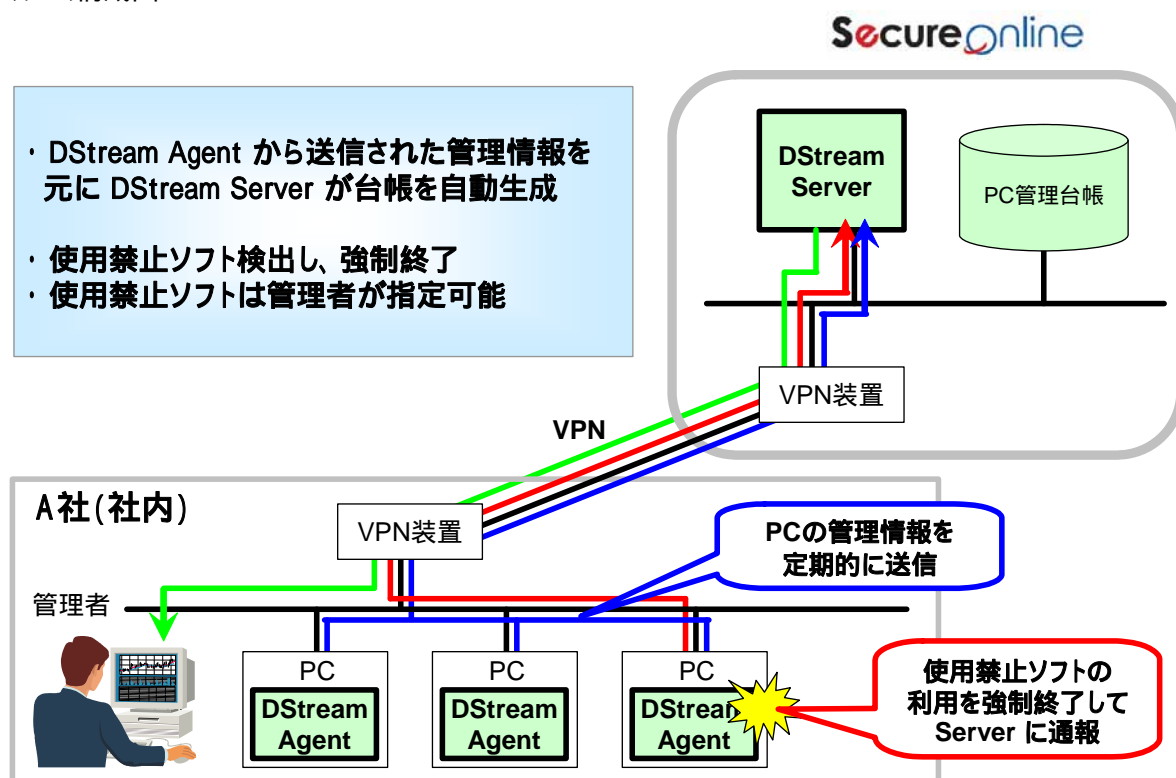 Secureonline
・ DStream Agent から送信された管理情報を
元に DStream Server が台帳を自動生成
・ 使用禁止ソフト検出し、強制終了
・ 使用禁止ソフトは管理者が指定可能
DStream
Server
PC管理台帳
VPN装置
VPN
A社(社内)
VPN装置
PCの管理情報を
定期的に送信
管理者
PC
DStream
Agent
PC
DStream
Agent
PC
DStream
Agent
使用禁止ソフトの
利用を強制終了して
Server に通報